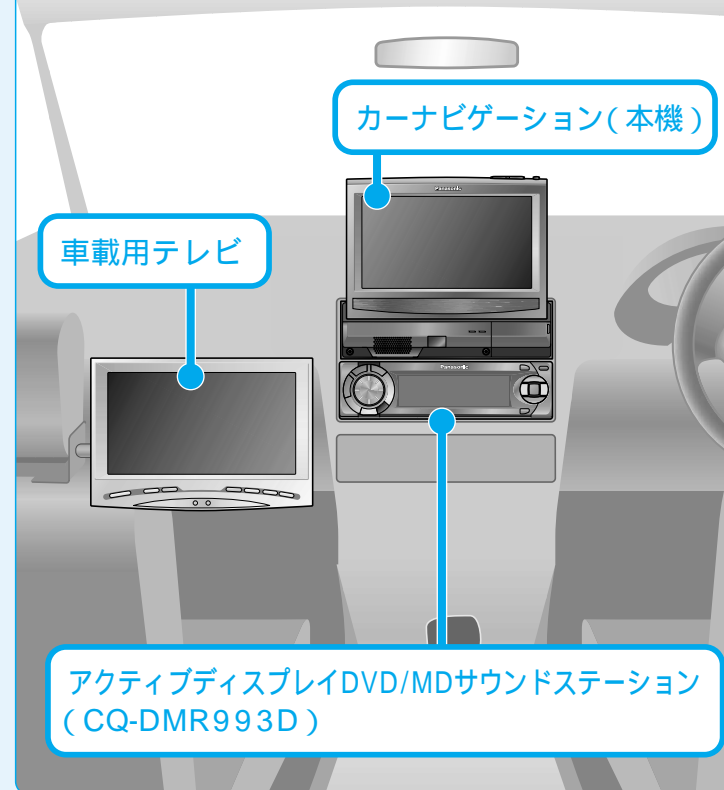 カーナビゲーション(本機)
Panasonic
車載用テレビ
Panasonic
アクティブディスプレイDVD/MDサウンドステーション
(CQ-DMR993D)